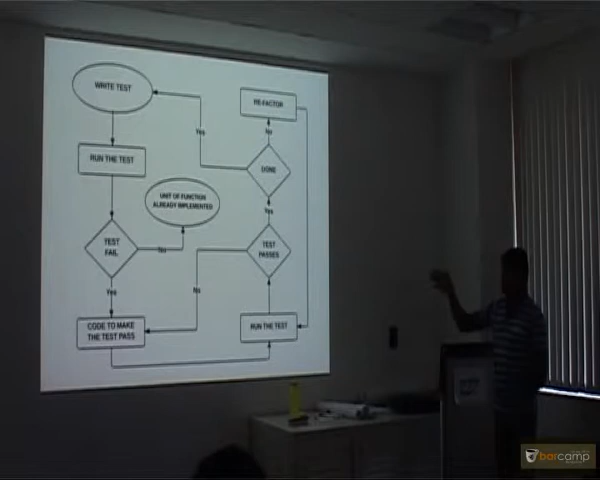 WRITE TEST
RE-FACTOR
Yes
No
RUN THE TEST
DONE
UNIT OF FUNCTION
ALREADY IMPLEMENTED
Yes
TEST
FAIL
No
TEST
PASSES
Yes
No
CODE TO MAKE
THE TEST PASS
RUN THE TEST
barcamp